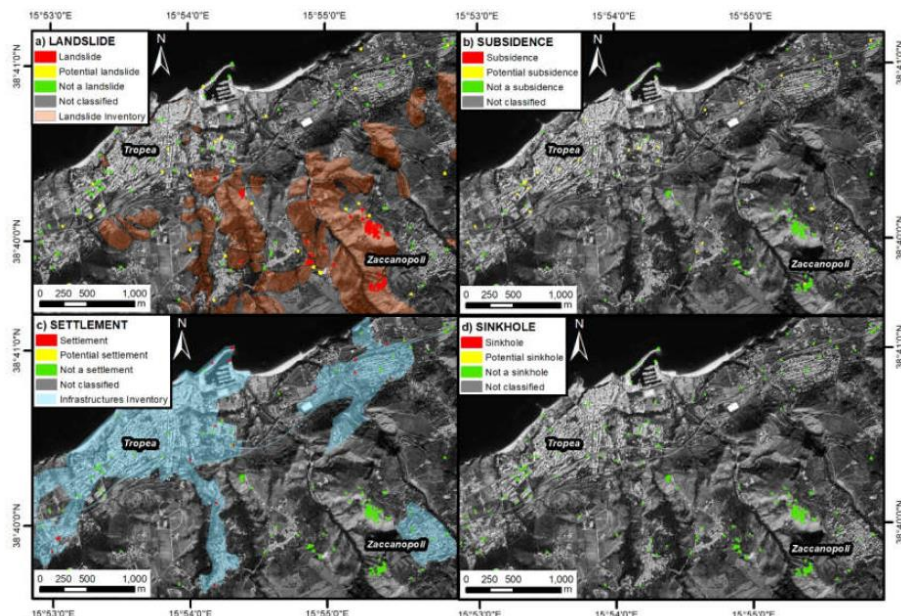 15°53'0"E 15°54'0"E 15°55'0"E 15°53'0"E 15°54'0"E 15°55'0"E
38°41'0"N
38°40'0"N
a) LANDSLIDE
Landslide
Potential landslide
Not a landslide
Not classified
Landslide Inventory
N
Tropea
Zaccanopoli
0 250 500 1,000
m
b) SUBSIDENCE
Subsidence
Potential subsidence
Not a subsidence
Not classified
N
Tropea
Zaccanopoli
0 250 500 1,000
m
38°41'0"N
38°40'0"N
38°41'0"N
38°40'0"N
c) SETTLEMENT
Settlement
Potential settlement
Not a settlement
Not classified
Infrastructures Inventory
N
Tropea
Zaccanopoli
0 250 500 1,000
m
d) SINKHOLE
Sinkhole
Potential sinkhole
Not a sinkhole
Not classified
N
Tropea
Zaccanopoli
0 250 500 1,000
m
38°41'0"N
38°40'0"N
15°53'0"E 15°54'0"E 15°55'0"E 15°53'0"E 15°54'0"E 15°55'0"E